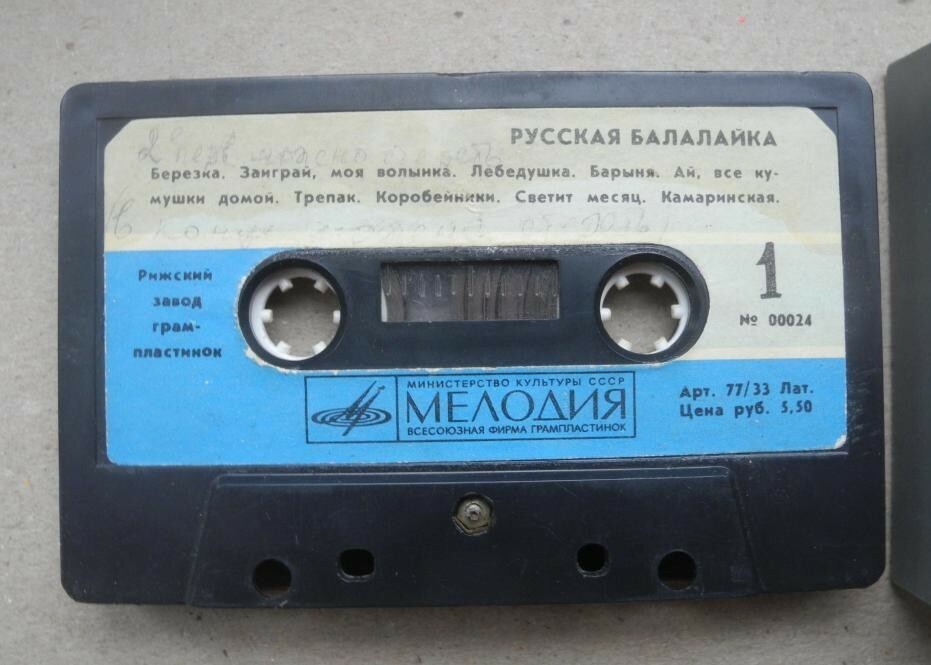 РУССКАЯ БАЛАЛАЙКА
Березка. Заиграй, моя волынка. Лебедушка. Барыня. Ай, все ку-
мушки домой. Трепак. Коробейники. Светит месяц. Камаринская.
Рижский
завод
грам-
пластинок
1
№ 00024
МИНИСТЕРСТВО КУЛЬТУРЫ СССР
МЕЛОДИЯ
ВСЕСОЮЗНАЯ ФИРМА ГРАМПЛАСТИНОК
Арт. 77/33 Лат.
Цена руб. 5,50